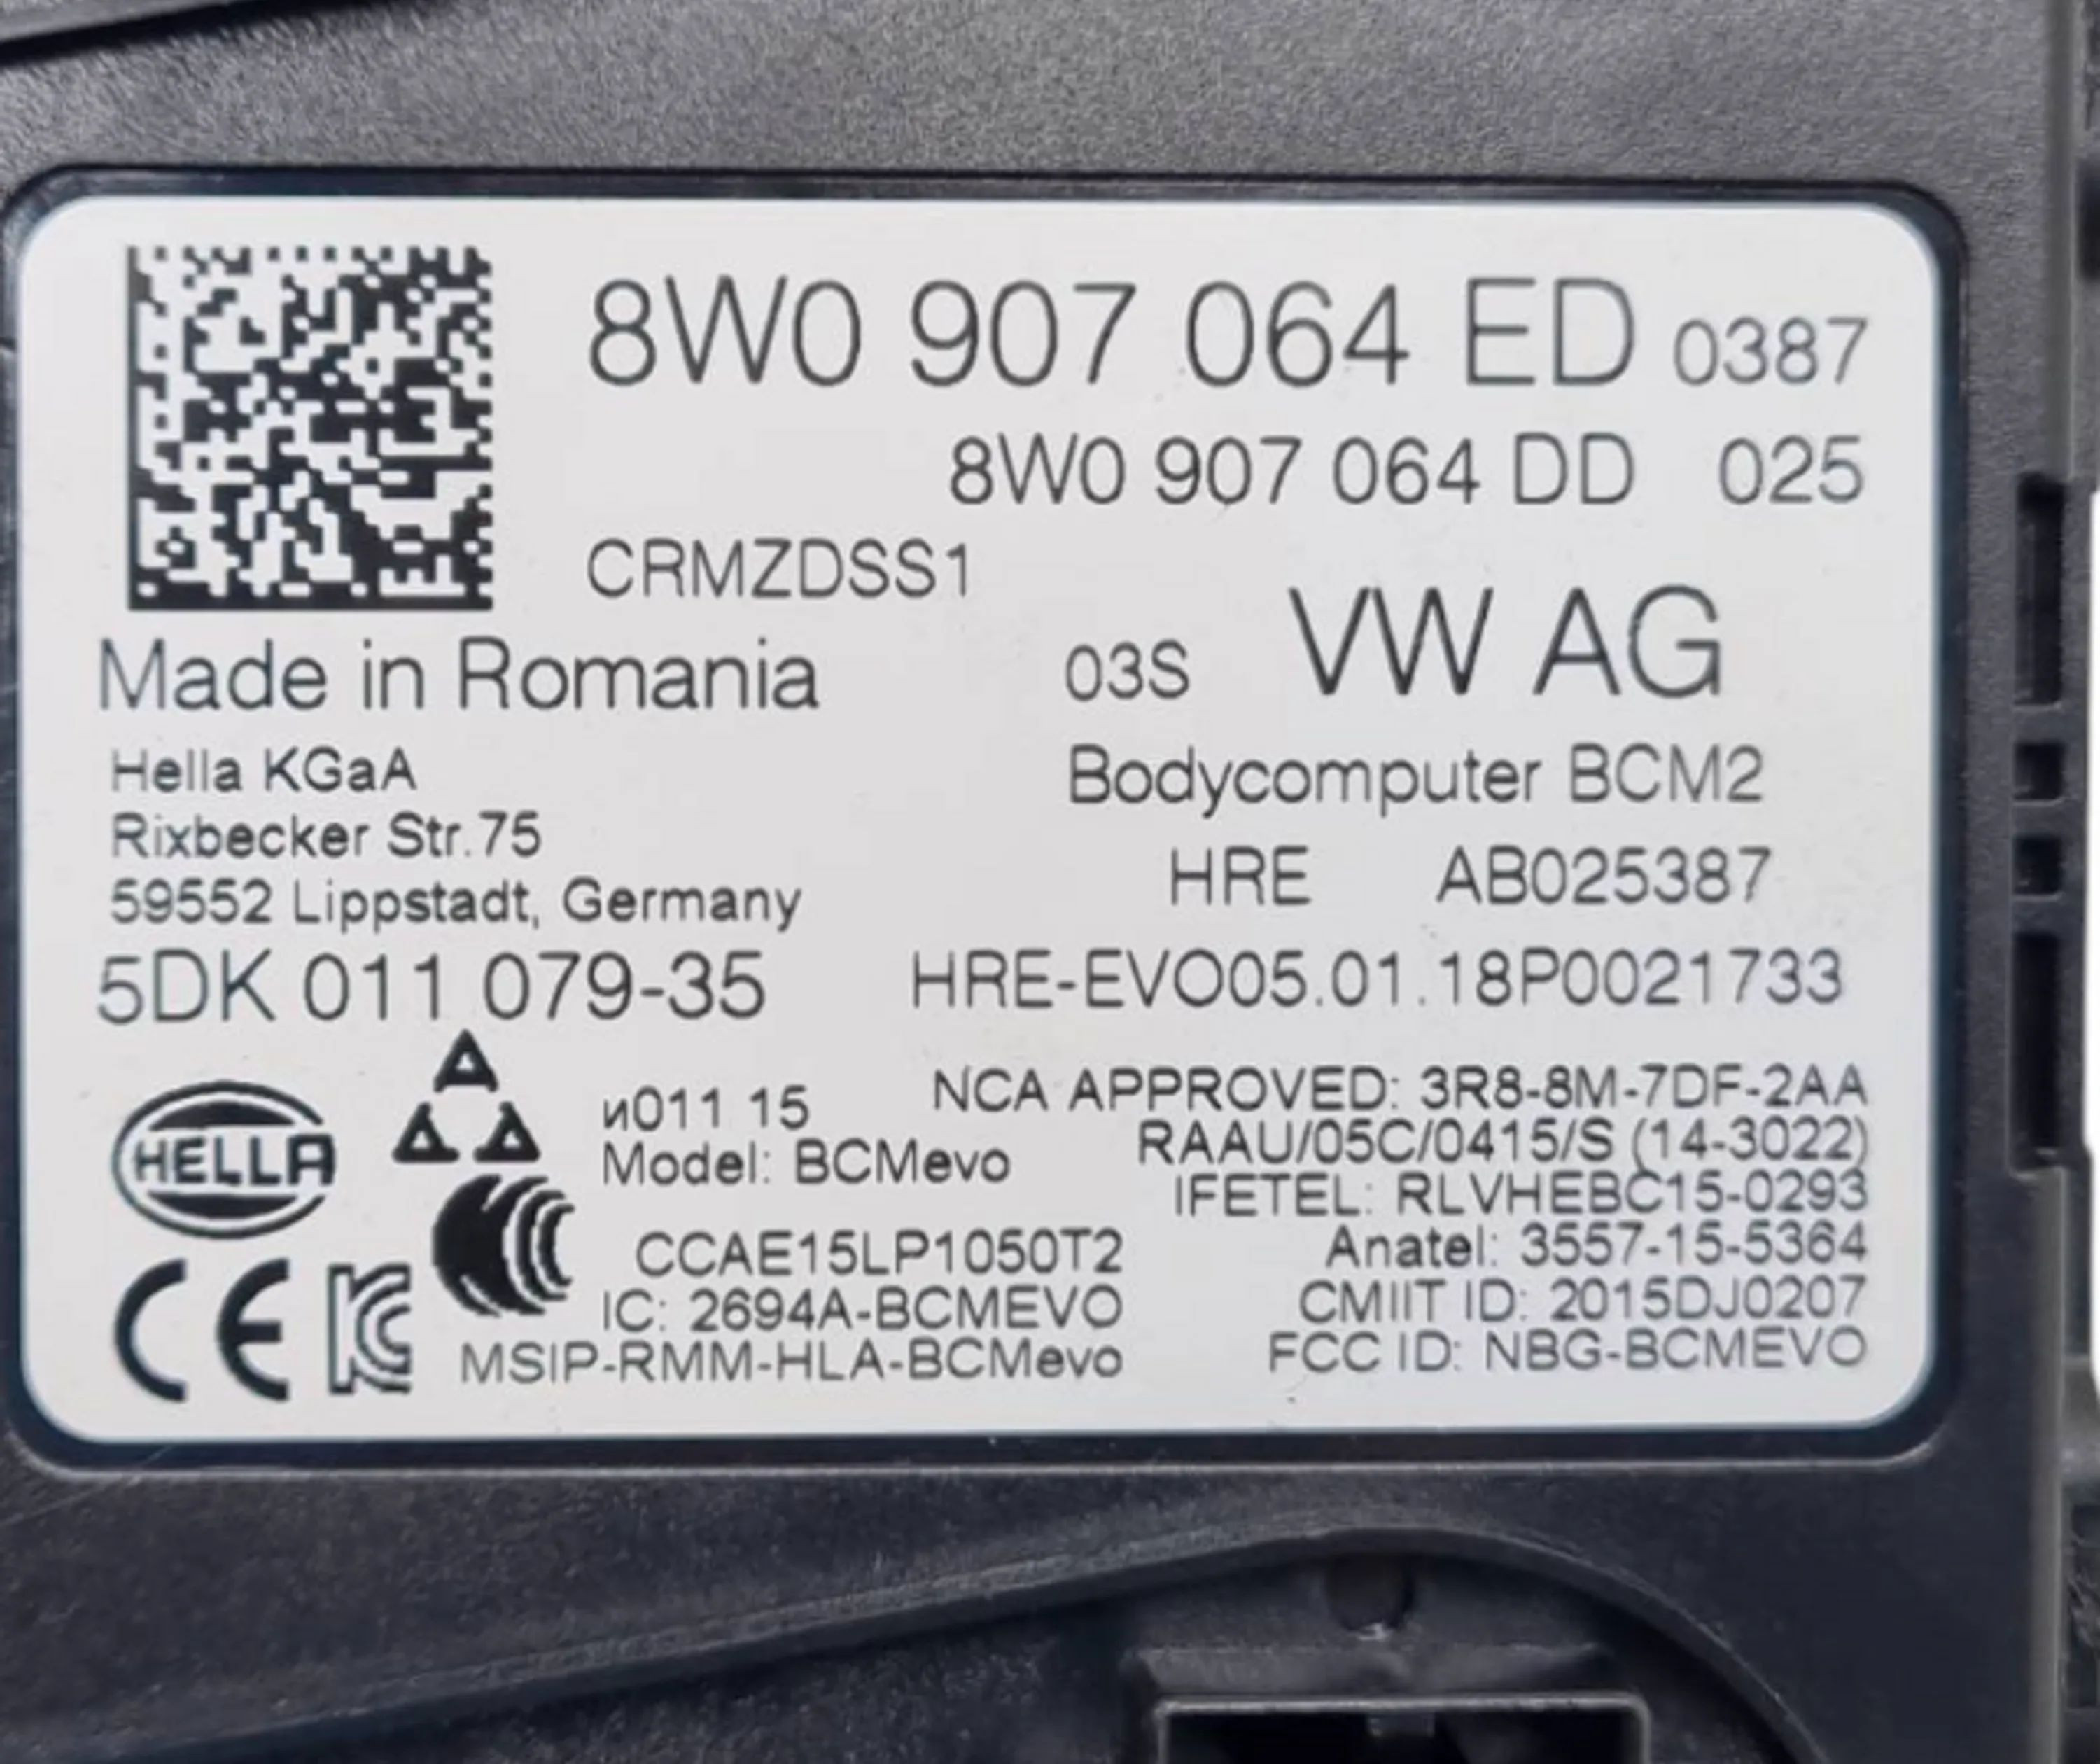 8W0 907 064 ED 0387
8W0 907 064 DD 025
CRMZDSS1
Made in Romania 03S VW AG
Hella KGaA
Rixbecker Str.75
59552 Lippstadt, Germany
Bodycomputer BCM2
HRE AB025387
5DK 011 079-35 HRE-EVO05.01.18P0021733
HELLA
и011 15
Model: BCMevo
NCA APPROVED: 3R8-8M-7DF-2AA
RAAU/05C/0415/S (14-3022)
IFETEL: RLVHEBC15-0293
CCAE15LP1050T2 Anatel: 3557-15-5364
CE IC: 2694A-BCMEVO CMIIT ID: 2015DJ0207
MSIP-RMM-HLA-BCMevo FCC ID: NBG-BCMEVO